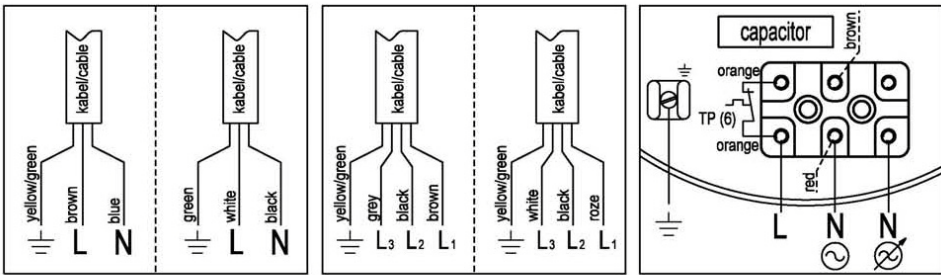 kabel/cable
yellow/green
brown
blue
L N
kabel/cable
green
white
black
L N
kabel/cable
yellow/green
grey
black
brown
L3 L2 L1
kabel/cable
yellow/green
white
black
roze
L3 L2 L1
capacitor
brown
orange
TP (6)
orange
red
L N N